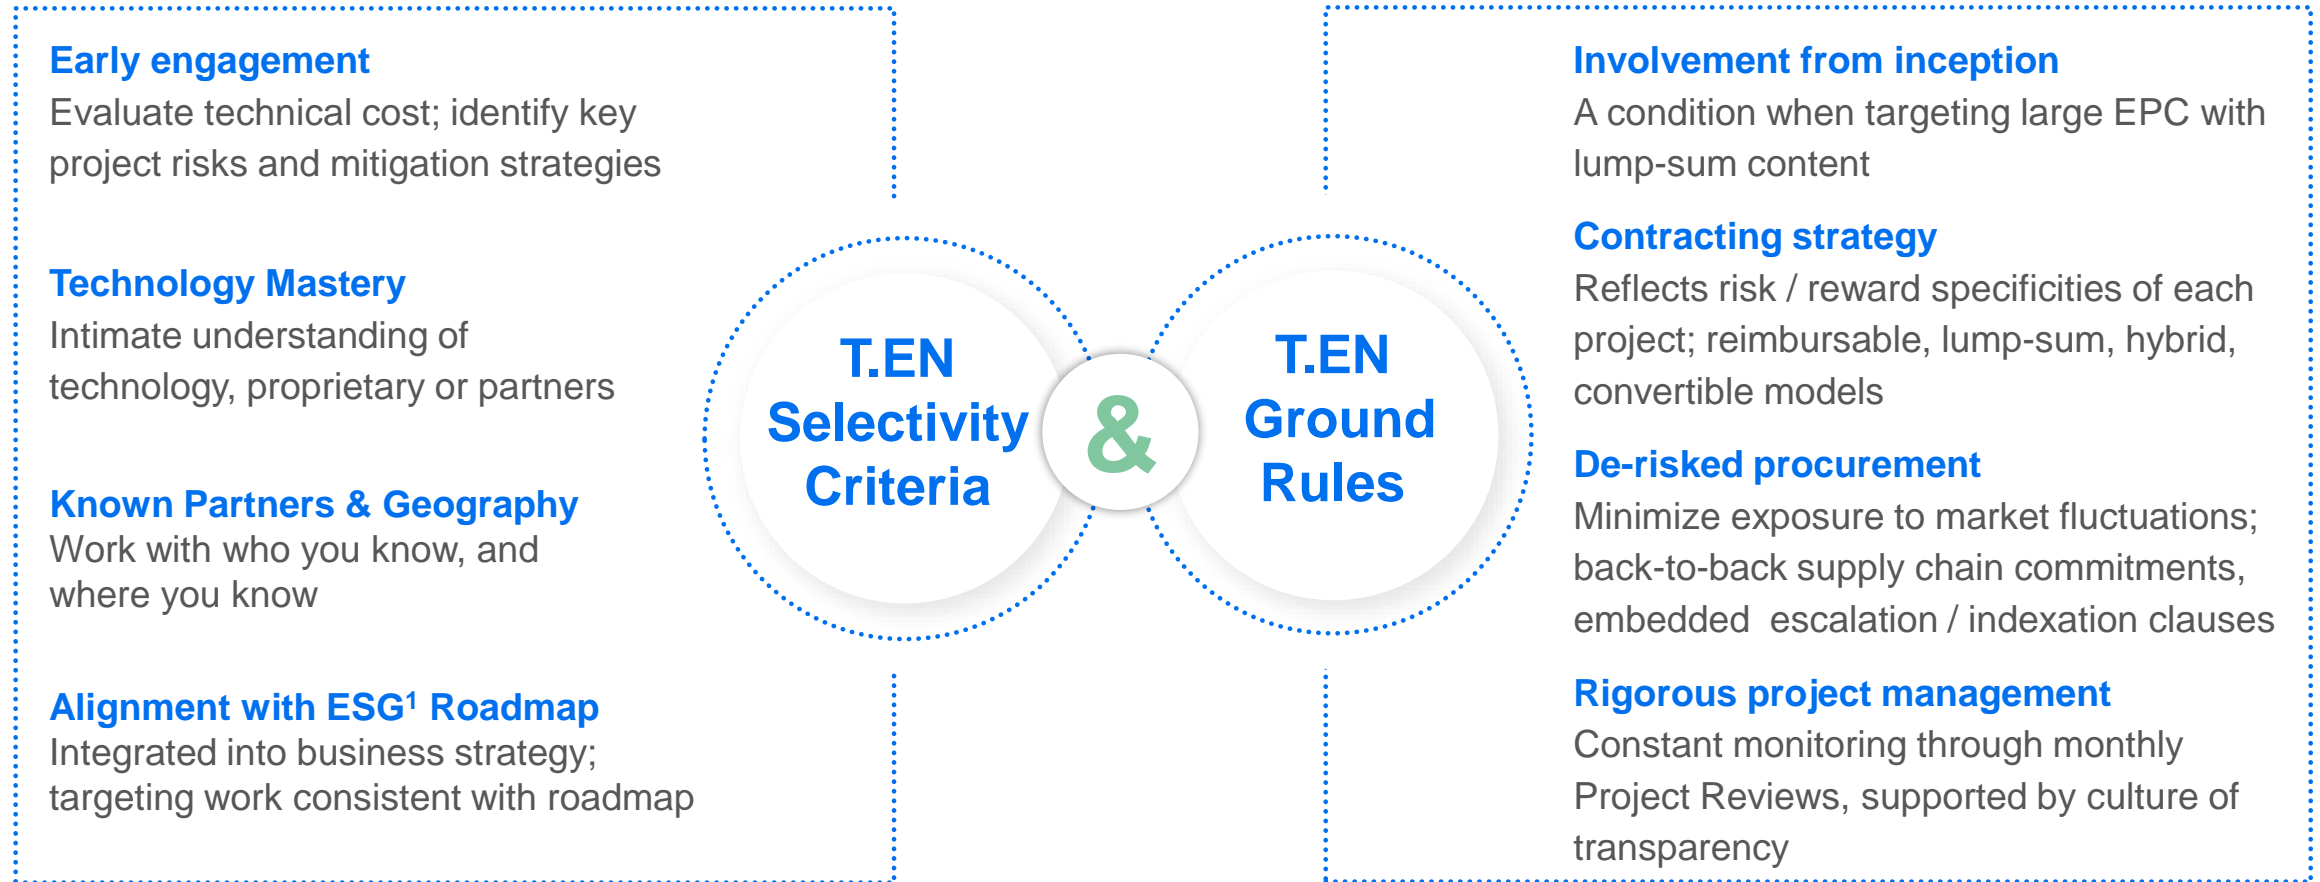 Early engagement
Evaluate technical cost; identify key
project risks and mitigation strategies
Technology Mastery
Intimate understanding of
technology, proprietary or partners
Known Partners & Geography
Work with who you know, and
where you know
Alignment with ESG¹ Roadmap
Integrated into business strategy;
targeting work consistent with roadmap
T.EN
Selectivity
Criteria
&
T.EN
Ground
Rules
Involvement from inception
A condition when targeting large EPC with
lump-sum content
Contracting strategy
Reflects risk / reward specificities of each
project; reimbursable, lump-sum, hybrid,
convertible models
De-risked procurement
Minimize exposure to market fluctuations;
back-to-back supply chain commitments,
embedded  escalation / indexation clauses
Rigorous project management
Constant monitoring through monthly
Project Reviews, supported by culture of
transparency